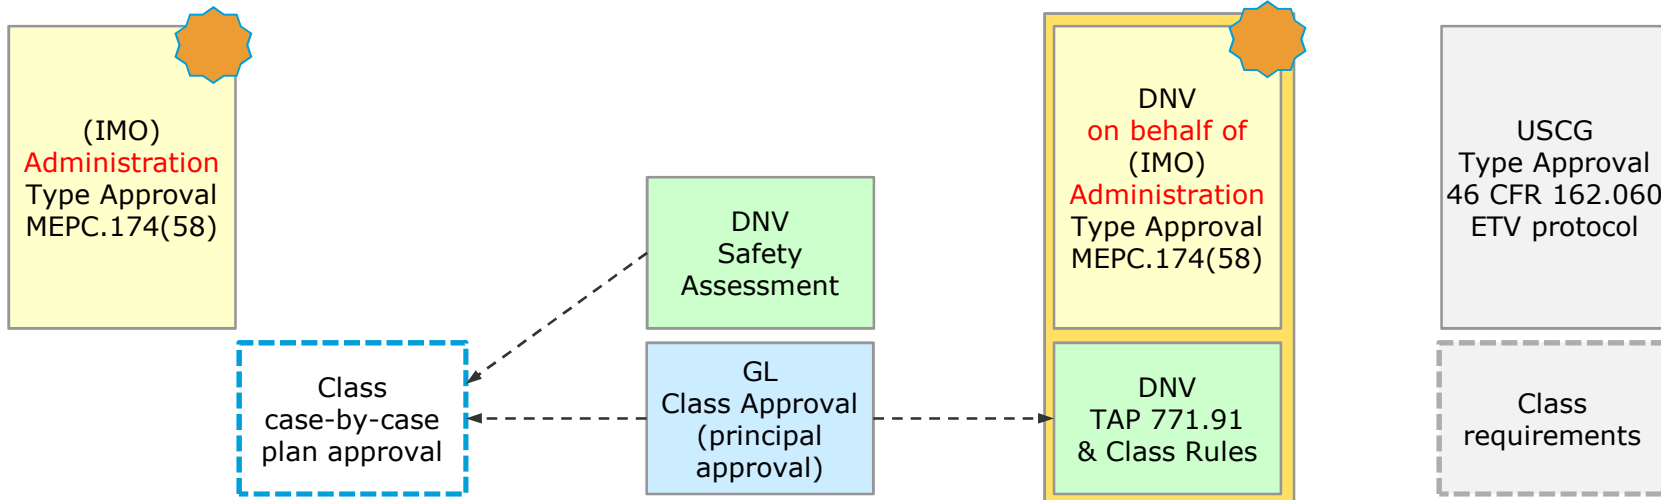 (IMO)
Administration
Type Approval
MEPC.174(58)
Class
case-by-case
plan approval
DNV
Safety
Assessment
GL
Class Approval
(principal
approval)
DNV
on behalf of
(IMO)
Administration
Type Approval
MEPC.174(58)
DNV
TAP 771.91
& Class Rules
USCG
Type Approval
46 CFR 162.060
ETV protocol
Class
requirements